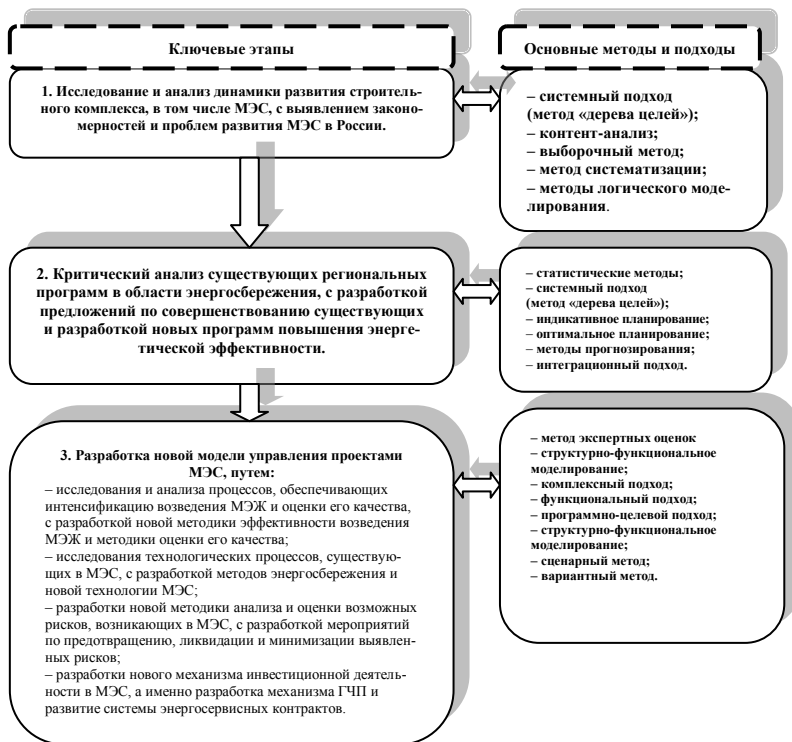 Ключевые этапы
Основные методы и подходы
1. Исследование и анализ динамики развития строитель-
ного комплекса, в том числе МЭС, с выявлением законо-
мерностей и проблем развития МЭС в России.
– системный подход
(метод «дерева целей»);
– контент-анализ;
– выборочный метод;
– метод систематизации;
– методы логического моде-
лирования.
2. Критический анализ существующих региональных
программ в области энергосбережения, с разработкой
предложений по совершенствованию существующих
и разработкой новых программ повышения энерге-
тической эффективности.
– статистические методы;
– системный подход
(метод «дерева целей»);
– индикативное планирование;
– оптимальное планирование;
– методы прогнозирования;
– интеграционный подход.
3. Разработка новой модели управления проектами
МЭС, путем:
– исследования и анализа процессов, обеспечивающих
интенсификацию возведения МЭЖ и оценки его качества,
с разработкой новой методики эффективности возведения
МЭЖ и методики оценки его качества;
– исследования технологических процессов, существую-
щих в МЭС, с разработкой методов энергосбережения и
новой технологии МЭС;
– разработки новой методики анализа и оценки возможных
рисков, возникающих в МЭС, с разработкой мероприятий
по предотвращению, ликвидации и минимизации выявлен-
ных рисков;
– разработки нового механизма инвестиционной деятель-
ности в МЭС, а именно разработка механизма ГЧП и
развитие системы энергосервисных контрактов.
– метод экспертных оценок
– структурно-функциональное
моделирование;
– комплексный подход;
– функциональный подход;
– программно-целевой подход;
– структурно-функциональное
моделирование;
– сценарный метод;
– вариантный метод.